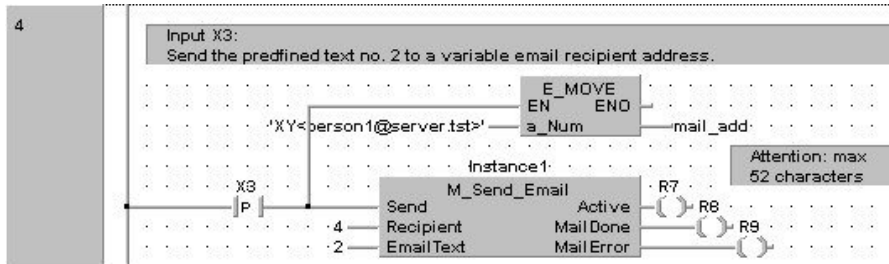 4
Input X3:
Send the predfined text no. 2 to a variable email recipient address.
E_MOVE
EN ENO
'XY<person1@server.tst>' a_Num mail_add
Attention: max
52 characters
Instance1
X3 M_Send_Email R7
P Send Active R8
4 Recipient MailDone R9
2 EmailText MailError